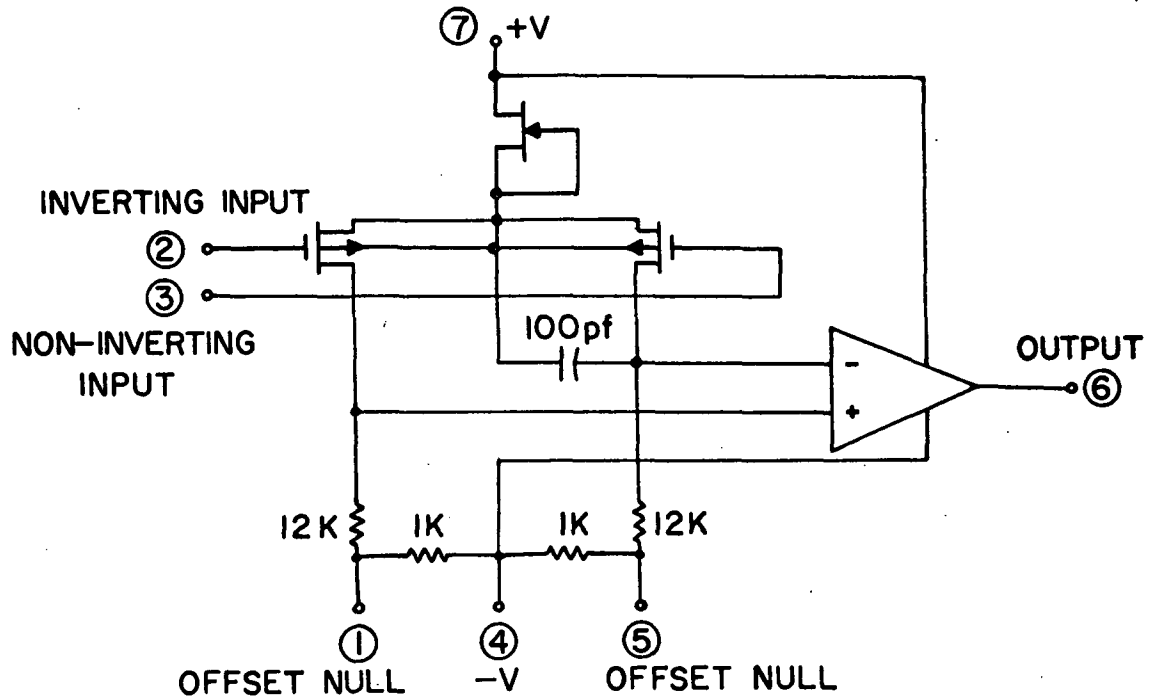 ⑦ +V
INVERTING INPUT
②
③
NON-INVERTING
INPUT
100pf
-
+
OUTPUT
⑥
12K
1K
1K
12K
①
④
⑤
OFFSET NULL
-V
OFFSET NULL